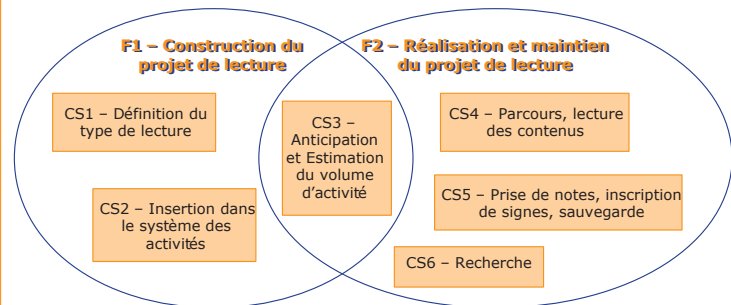 F1 – Construction du
projet de lecture
F2 – Réalisation et maintien
du projet de lecture
CS1 – Définition du
type de lecture
CS2 – Insertion dans
le système des
activités
CS3 –
Anticipation
et Estimation
du volume
d'activité
CS4 – Parcours, lecture
des contenus
CS5 – Prise de notes, inscription
de signes, sauvegarde
CS6 – Recherche